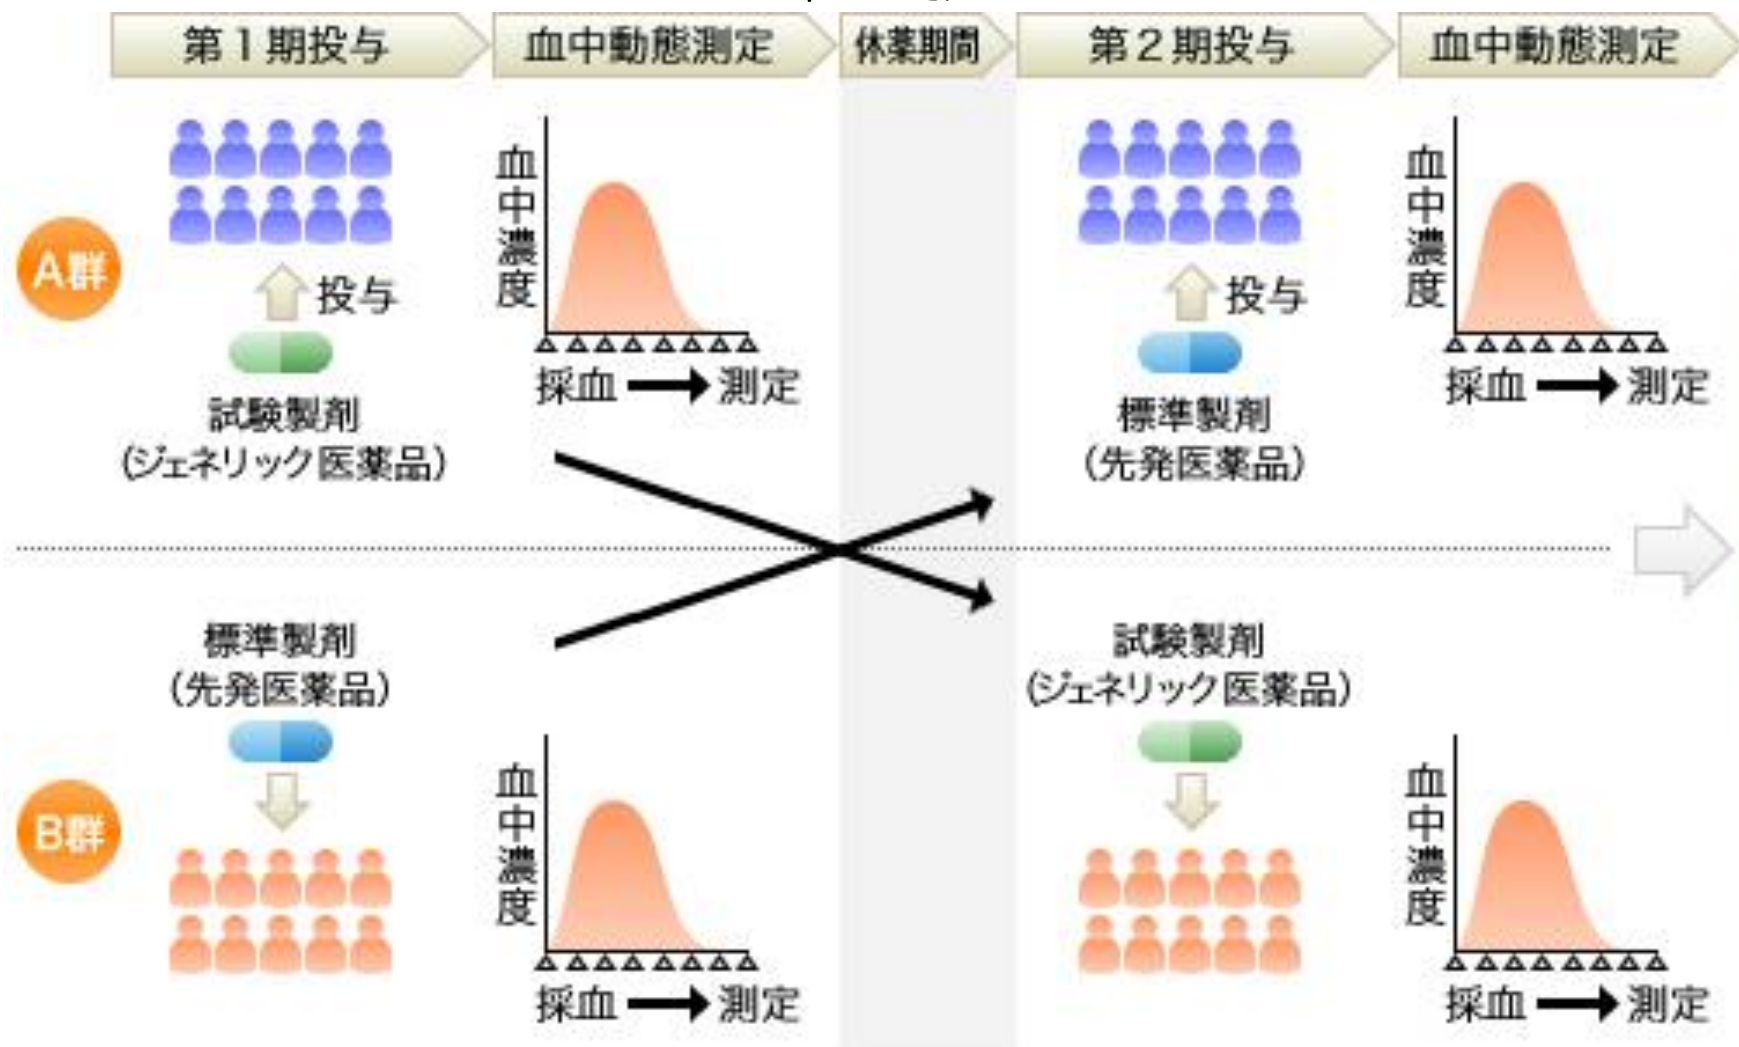 第1期投与
血中動態測定
休薬期間
第2期投与
血中動態測定
A群
投与
試験製剤
(ジェネリック医薬品)
血中濃度
採血
測定
投与
標準製剤
(先発医薬品)
血中濃度
採血
測定
B群
標準製剤
(先発医薬品)
血中濃度
採血
測定
試験製剤
(ジェネリック医薬品)
血中濃度
採血
測定